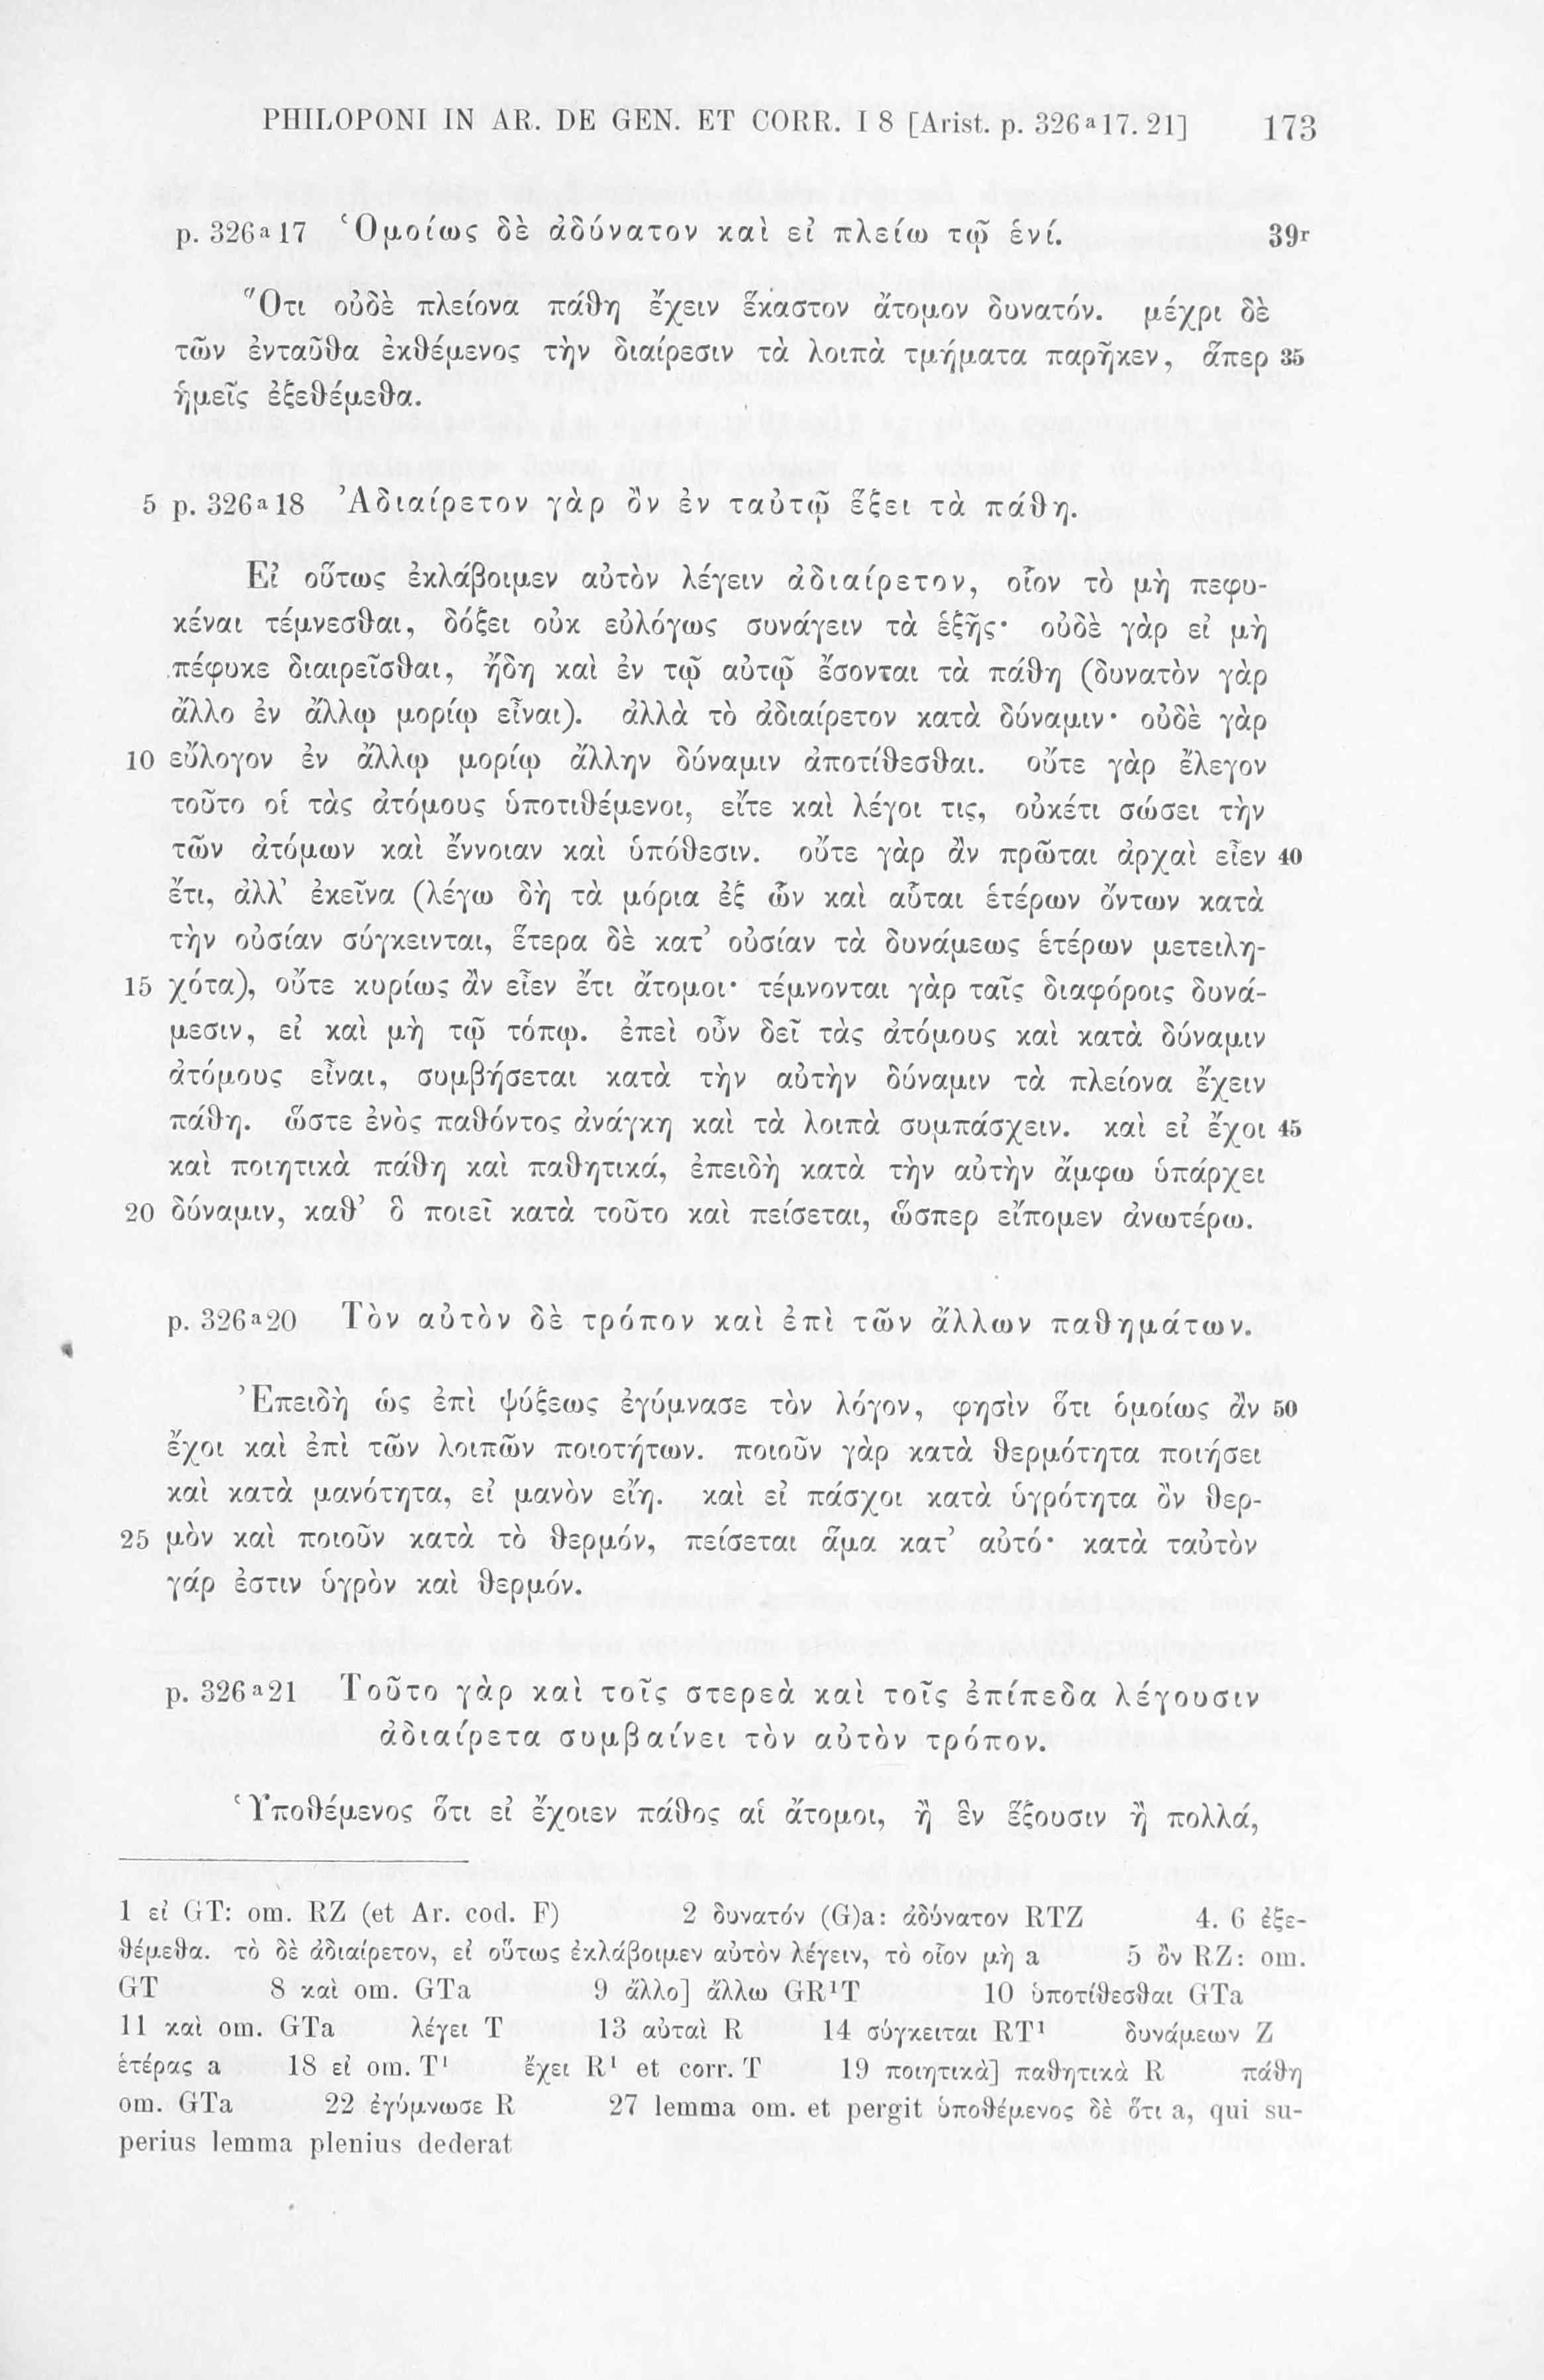 PHILOPONI IN AR. DE GEN. ET CORR. I 8 [Arist. p. 326ᵃ17. 21] 173
p. 326ᵃ17 Ὁμοίως δὲ ἀδύνατον καὶ εἰ πλείω τῷ ἑνί. 39ʳ
Ὅτι οὐδὲ πλείονα πάθη ἔχειν ἕκαστον ἄτομον δυνατόν. μέχρι δὲ
τῶν ἐνταῦθα ἐκθέμενος τὴν διαίρεσιν τὰ λοιπὰ τμήματα παρῆκεν, ἅπερ 35
ἡμεῖς ἐξεθέμεθα.
5 p. 326ᵃ18 Ἀδιαίρετον γὰρ ὂν ἐν ταὐτῷ ἕξει τὰ πάθη.
Εἰ οὕτως ἐκλάβοιμεν αὐτὸν λέγειν ἀδιαίρετον, οἷον τὸ μὴ πεφυ-
κέναι τέμνεσθαι, δόξει οὐκ εὐλόγως συνάγειν τὰ ἑξῆς· οὐδὲ γὰρ εἰ μὴ
πέφυκε διαιρεῖσθαι, ἤδη καὶ ἐν τῷ αὐτῷ ἔσονται τὰ πάθη (δυνατὸν γὰρ
ἄλλο ἐν ἄλλῳ μορίῳ εἶναι). ἀλλὰ τὸ ἀδιαίρετον κατὰ δύναμιν· οὐδὲ γὰρ
10 εὔλογον ἐν ἄλλῳ μορίῳ ἄλλην δύναμιν ἀποτίθεσθαι. οὔτε γὰρ ἔλεγον
τοῦτο οἱ τὰς ἀτόμους ὑποτιθέμενοι, εἴτε καὶ λέγοι τις, οὐκέτι σώσει τὴν
τῶν ἀτόμων καὶ ἔννοιαν καὶ ὑπόθεσιν. οὔτε γὰρ ἂν πρῶται ἀρχαὶ εἶεν 40
ἔτι, ἀλλ’ ἐκεῖνα (λέγω δὴ τὰ μόρια ἐξ ὧν καὶ αὗται ἑτέρων ὄντων κατὰ
τὴν οὐσίαν σύγκεινται, ἕτερα δὲ κατ’ οὐσίαν τὰ δυνάμεως ἑτέρων μετειλη-
15 χότα), οὔτε κυρίως ἂν εἶεν ἔτι ἄτομοι· τέμνονται γὰρ ταῖς διαφόροις δυνά-
μεσιν, εἰ καὶ μὴ τῷ τόπῳ. ἐπεὶ οὖν δεῖ τὰς ἀτόμους καὶ κατὰ δύναμιν
ἀτόμους εἶναι, συμβήσεται κατὰ τὴν αὐτὴν δύναμιν τὰ πλείονα ἔχειν
πάθη. ὥστε ἑνὸς παθόντος ἀνάγκη καὶ τὰ λοιπὰ συμπάσχειν. καὶ εἰ ἔχοι 45
καὶ ποιητικὰ πάθη καὶ παθητικά, ἐπειδὴ κατὰ τὴν αὐτὴν ἄμφω ὑπάρχει
20 δύναμιν, καθ’ ὃ ποιεῖ κατὰ τοῦτο καὶ πείσεται, ὥσπερ εἴπομεν ἀνωτέρω.
p. 326ᵃ20 Τὸν αὐτὸν δὲ τρόπον καὶ ἐπὶ τῶν ἄλλων παθημάτων.
Ἐπειδὴ ὡς ἐπὶ ψύξεως ἐγύμνασε τὸν λόγον, φησὶν ὅτι ὁμοίως ἂν 50
ἔχοι καὶ ἐπὶ τῶν λοιπῶν ποιοτήτων. ποιοῦν γὰρ κατὰ θερμότητα ποιήσει
καὶ κατὰ μανότητα, εἰ μανὸν εἴη. καὶ εἰ πάσχοι κατὰ ὑγρότητα ὂν θερ-
25 μὸν καὶ ποιοῦν κατὰ τὸ θερμόν, πείσεται ἅμα κατ’ αὐτό· κατὰ ταὐτὸν
γάρ ἐστιν ὑγρὸν καὶ θερμόν.
p. 326ᵃ21 Τοῦτο γὰρ καὶ τοῖς στερεὰ καὶ τοῖς ἐπίπεδα λέγουσιν
ἀδιαίρετα συμβαίνει τὸν αὐτὸν τρόπον.
Ὑποθέμενος ὅτι εἰ ἔχοιεν πάθος αἱ ἄτομοι, ἢ ἓν ἕξουσιν ἢ πολλά,
1 εἰ GT: om. RZ (et Ar. cod. F) 2 δυνατόν (G)a: ἀδύνατον RTZ 4. 6 ἐξε-
θέμεθα. τὸ δὲ ἀδιαίρετον, εἰ οὕτως ἐκλάβοιμεν αὐτὸν λέγειν, τὸ οἷον μὴ a 5 ὂν RZ: om.
GT 8 καὶ om. GTa 9 ἄλλο] ἄλλω GR¹T 10 ὑποτίθεσθαι GTa
11 καὶ om. GTa λέγει T 13 αὐταὶ R 14 σύγκειται RT¹ δυνάμεων Z
ἑτέρας a 18 εἰ om. T¹ ἔχει R¹ et corr. T 19 ποιητικὰ] παθητικὰ R πάθη
om. GTa 22 ἐγύμνωσε R 27 lemma om. et pergit ὑποθέμενος δὲ ὅτι a, qui su-
perius lemma plenius dederat